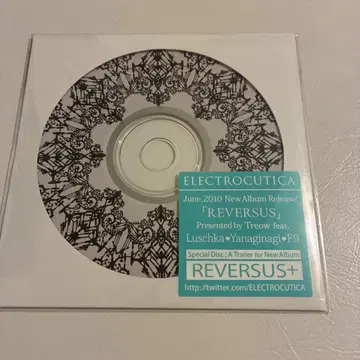 ELECTROCUTICA
June,2010 New Album Release!
「REVERSUS」
Presented by Treow feat.
Luschka♥Yanaginagi♥F9
Special Disc ; A Trailer for New Album
REVERSUS+
http://twitter.com/ELECTROCUTICA